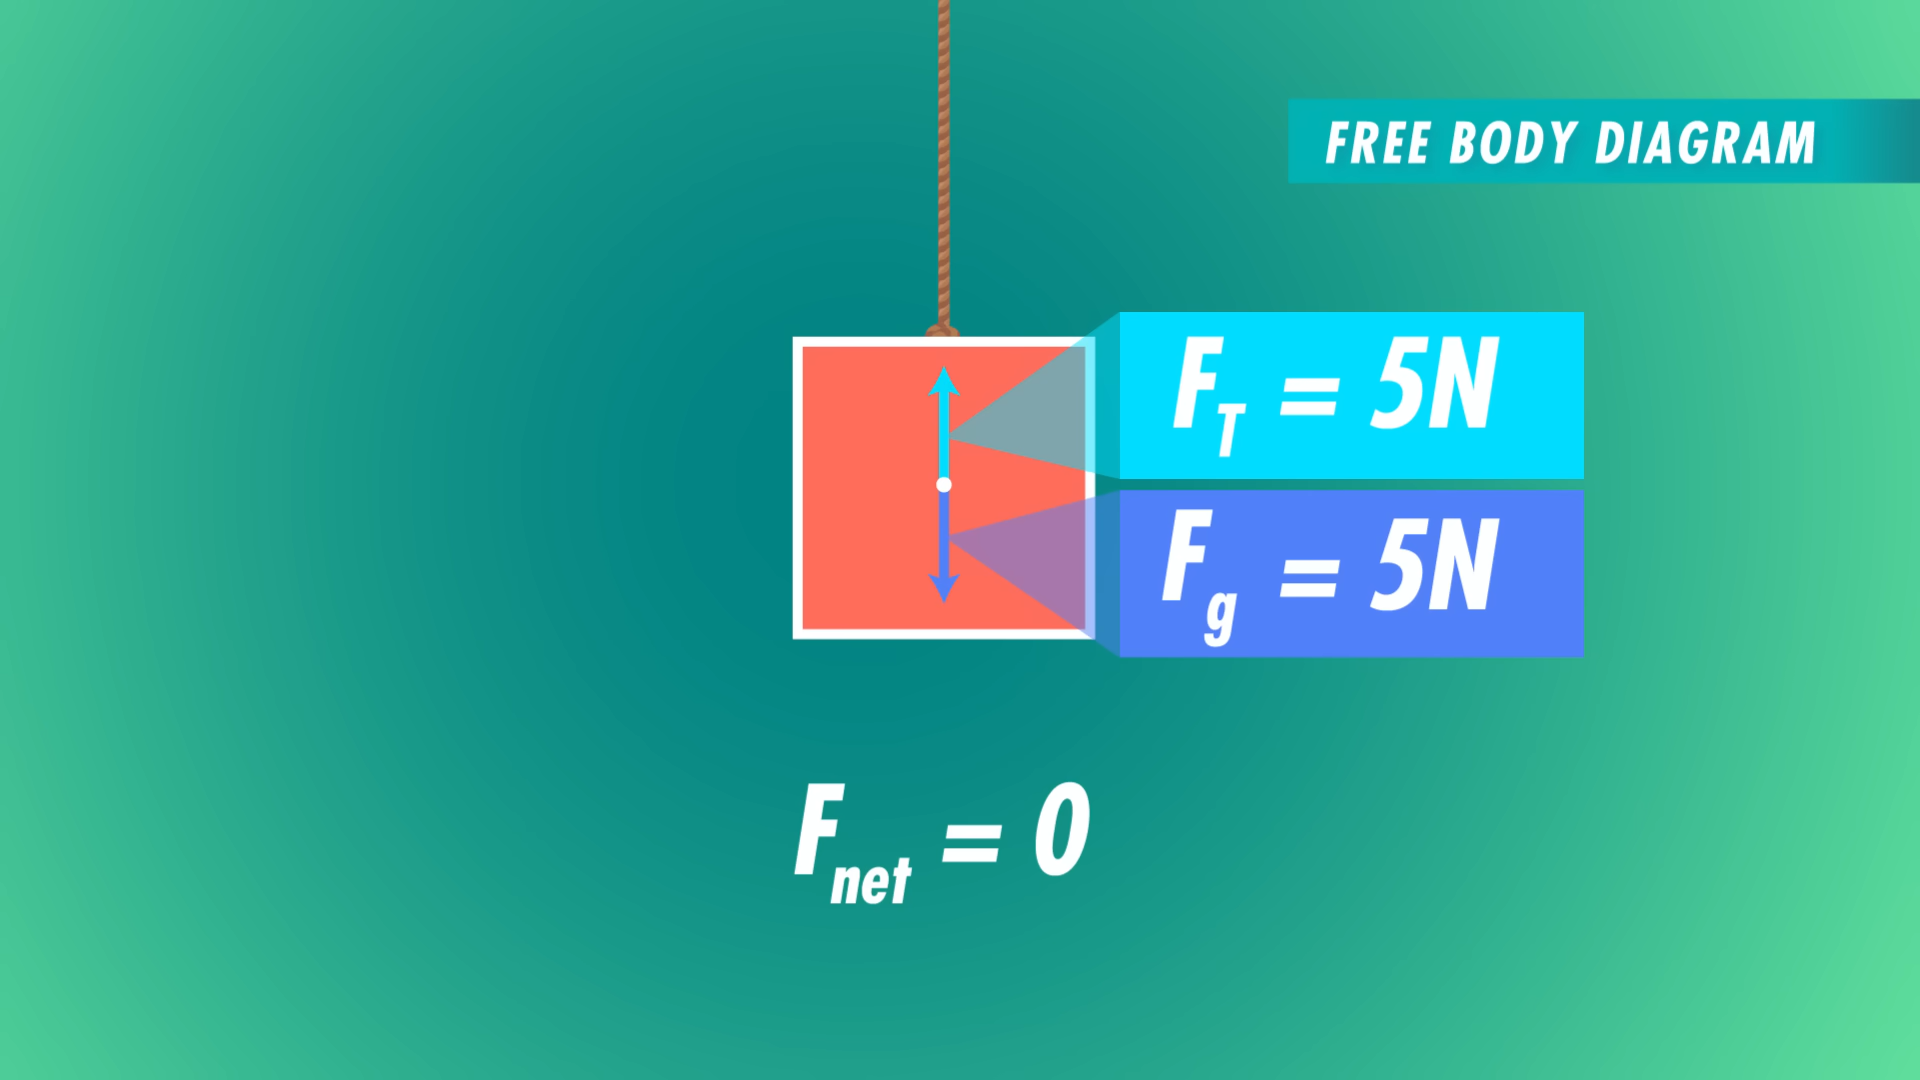 FREE BODY DIAGRAM
F_T = 5N
F_g = 5N
F_net = 0